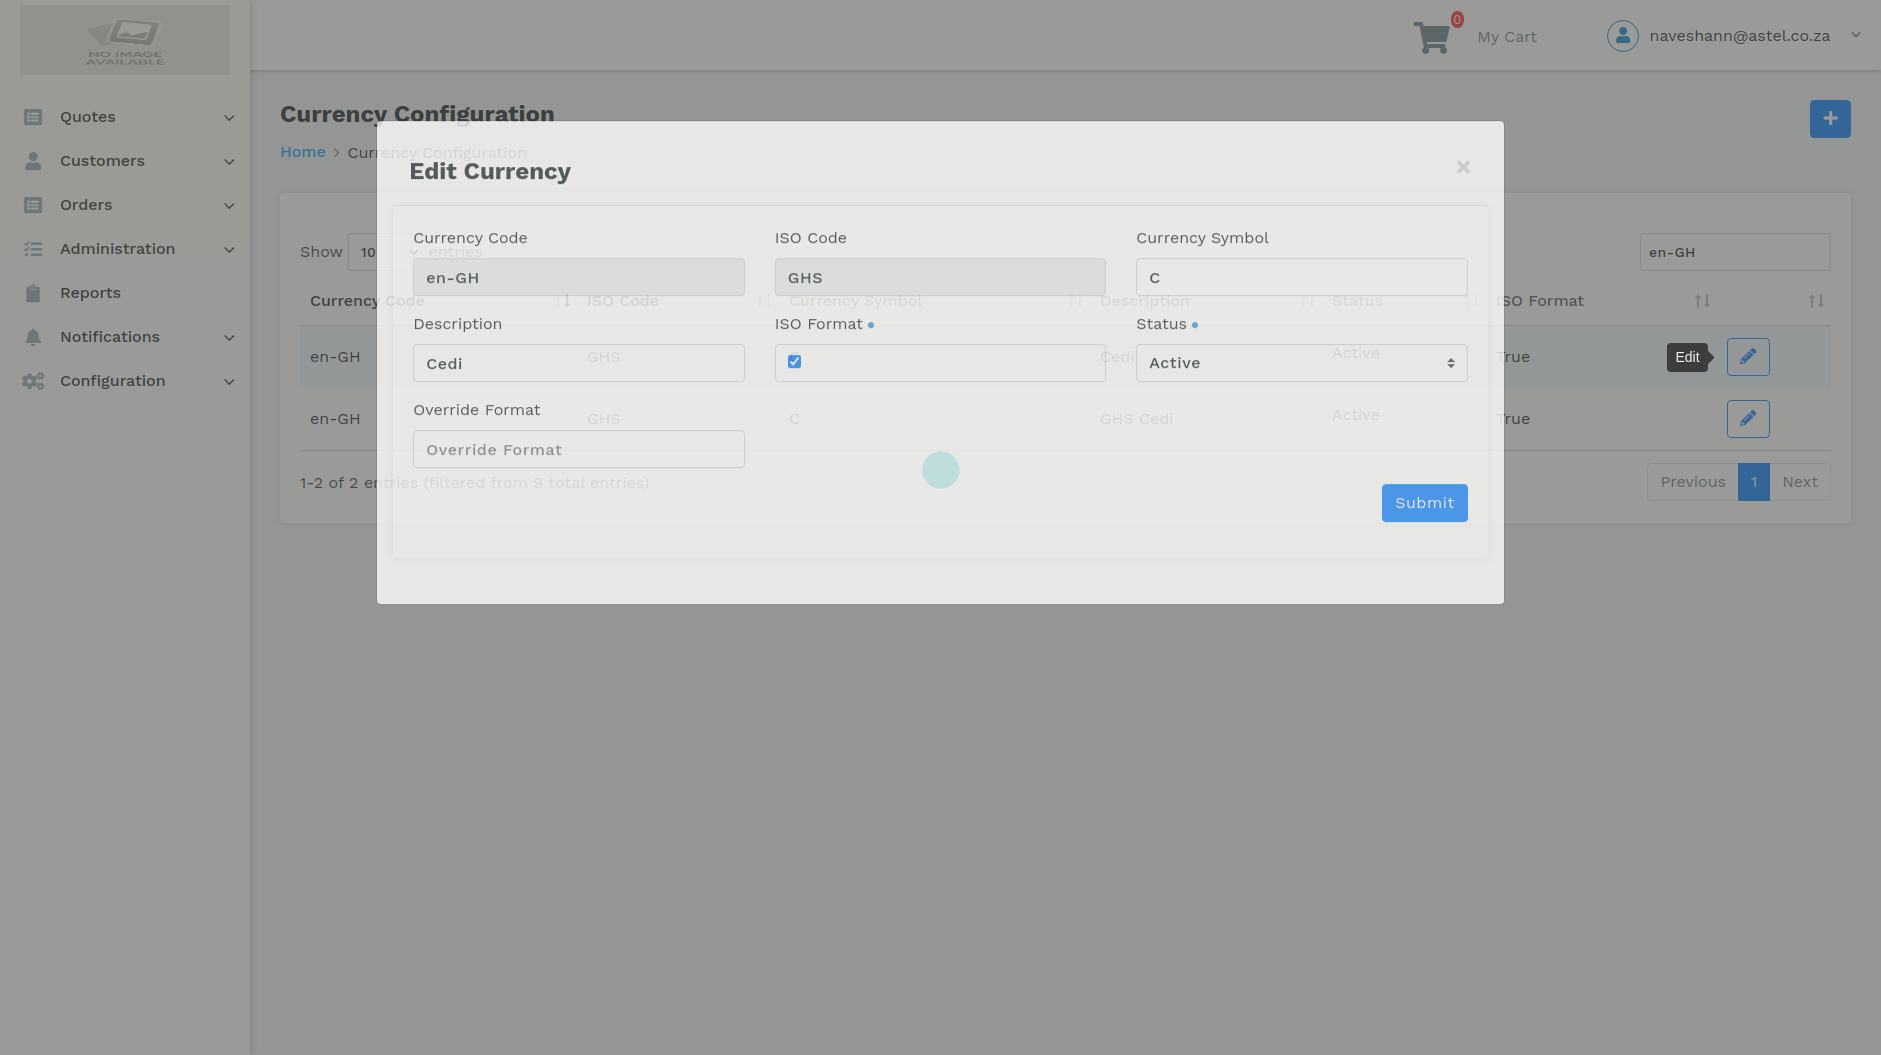 NO IMAGE
AVAILABLE
0
My Cart
naveshann@astel.co.za
Quotes
Customers
Orders
Administration
Reports
Notifications
Configuration
Currency Configuration
Home > Currency Configuration
Edit Currency
×
Show 10 entries
en-GH
Currency Code ISO Code Currency Symbol
en-GH GHS C
Currency Code ISO Code Currency Symbol Description Status ISO Format
Description ISO Format Status
Cedi Active
en-GH GHS Cedi Active True
Edit
Override Format
Override Format
en-GH GHS C GHS Cedi Active True
1-2 of 2 entries (filtered from 9 total entries)
Previous 1 Next
Submit